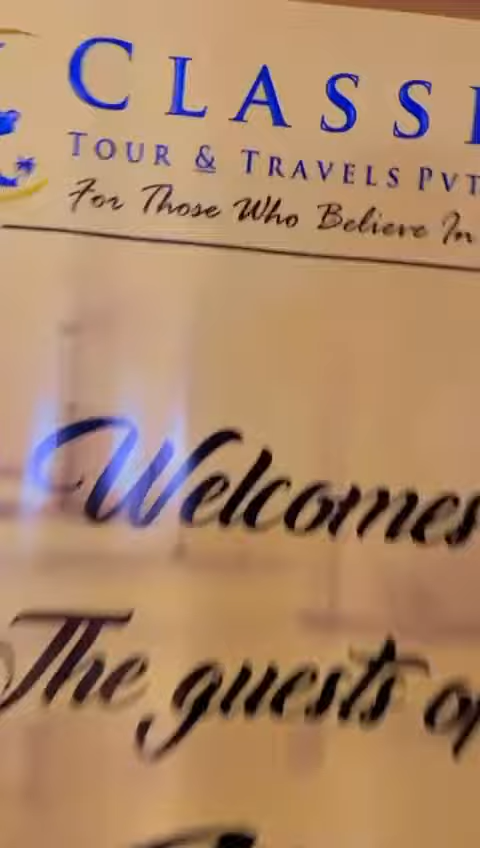 CLASSI
TOUR & TRAVELS PVT
For Those Who Believe In
Welcomes
The guests of